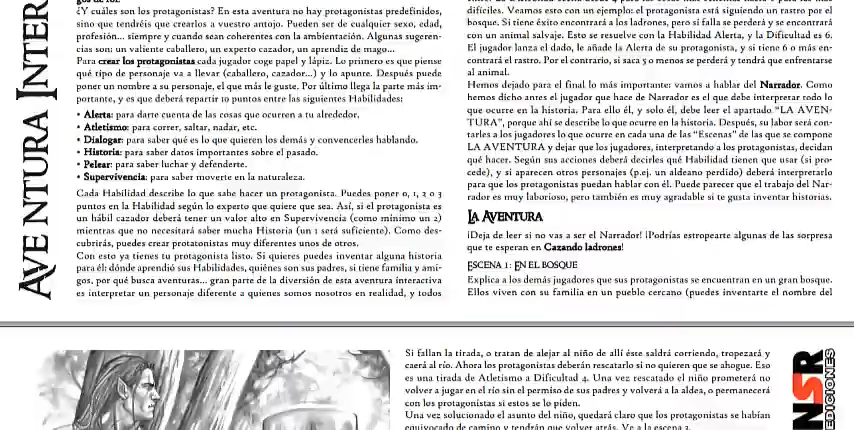 AVENTURA INTER
¿Y cuáles son los protagonistas? En esta aventura no hay protagonistas predefinidos,
sino que tendréis que crearlos a vuestro antojo. Pueden ser de cualquier sexo, edad,
profesión... siempre y cuando sean coherentes con la ambientación. Algunas sugeren-
cias son: un valiente caballero, un experto cazador, un aprendiz de mago...
Para crear los protagonistas cada jugador coge papel y lápiz. Lo primero es que piense
qué tipo de personaje va a llevar (caballero, cazador...) y lo apunte. Después puede
poner un nombre a su personaje, el que más le guste. Por último llega la parte más im-
portante, y es que deberá repartir 10 puntos entre las siguientes Habilidades:
• Alerta: para darte cuenta de las cosas que ocurren a tu alrededor.
• Atletismo: para correr, saltar, nadar, etc.
• Dialogar: para saber qué es lo que quieren los demás y convencerles hablando.
• Historia: para saber datos importantes sobre el pasado.
• Pelear: para saber luchar y defenderte.
• Supervivencia: para saber moverte en la naturaleza.
Cada Habilidad describe lo que sabe hacer un protagonista. Puedes poner 0, 1, 2 o 3
puntos en la Habilidad según lo experto que quiere que sea. Así, si el protagonista es
un hábil cazador deberá tener un valor alto en Supervivencia (como mínimo un 2)
mientras que no necesitará saber mucha Historia (un 1 será suficiente). Como des-
cubrirás, puedes crear protatonistas muy diferentes unos de otros.
Con esto ya tienes tu protagonista listo. Si quieres puedes inventar alguna historia
para él: dónde aprendió sus Habilidades, quiénes son sus padres, si tiene familia y ami-
gos, por qué busca aventuras... gran parte de la diversión de esta aventura interactiva
es interpretar un personaje diferente a quienes somos nosotros en realidad, y todos
difíciles. Veamos esto con un ejemplo: el protagonista está siguiendo un rastro por el
bosque. Si tiene éxito encontrará a los ladrones, pero si falla se perderá y se encontrará
con un animal salvaje. Esto se resuelve con la Habilidad Alerta, y la Dificultad es 6.
El jugador lanza el dado, le añade la Alerta de su protagonista, y si tiene 6 o más en-
contrará el rastro. Por el contrario, si saca 5 o menos se perderá y tendrá que enfrentarse
al animal.
Hemos dejado para el final lo más importante: vamos a hablar del Narrador. Como
hemos dicho antes el jugador que hace de Narrador es el que debe interpretar todo lo
que ocurre en la historia. Para ello él, y solo él, debe leer el apartado "LA AVEN-
TURA", porque ahí se describe lo que ocurre en la historia. Después, su labor será con-
tarles a los jugadores lo que ocurre en cada una de las "Escenas" de las que se compone
LA AVENTURA y dejar que los jugadores, interpretando a los protagonistas, decidan
qué hacer. Según sus acciones deberá decirles qué Habilidad tienen que usar (si pro-
cede), y si aparecen otros personajes (p.ej. un aldeano perdido) deberá interpretarlo
para que los protagonistas puedan hablar con él. Puede parecer que el trabajo del Nar-
rador es muy laborioso, pero también es muy agradable si te gusta inventar historias.
LA AVENTURA
¡Deja de leer si no vas a ser el Narrador! ¡Podrías estropearte algunas de las sorpresa
que te esperan en Cazando ladrones!
ESCENA 1: EN EL BOSQUE
Explica a los demás jugadores que sus protagonistas se encuentran en un gran bosque.
Ellos viven con su familia en un pueblo cercano (puedes inventarte el nombre del
Si fallan la tirada, o tratan de alejar al niño de allí éste saldrá corriendo, tropezará y
caerá al río. Ahora los protagonistas deberán rescatarlo si no quieren que se ahogue. Eso
es una tirada de Atletismo a Dificultad 4. Una vez rescatado el niño prometerá no
volver a jugar en el río sin el permiso de sus padres y volverá a la aldea, o permanecerá
con los protagonistas si estos se lo piden.
Una vez solucionado el asunto del niño, quedará claro que los protagonistas se habían
equivocado de camino y tendrán que volver atrás. Ve a la escena 2.
NSR
EDICIONES